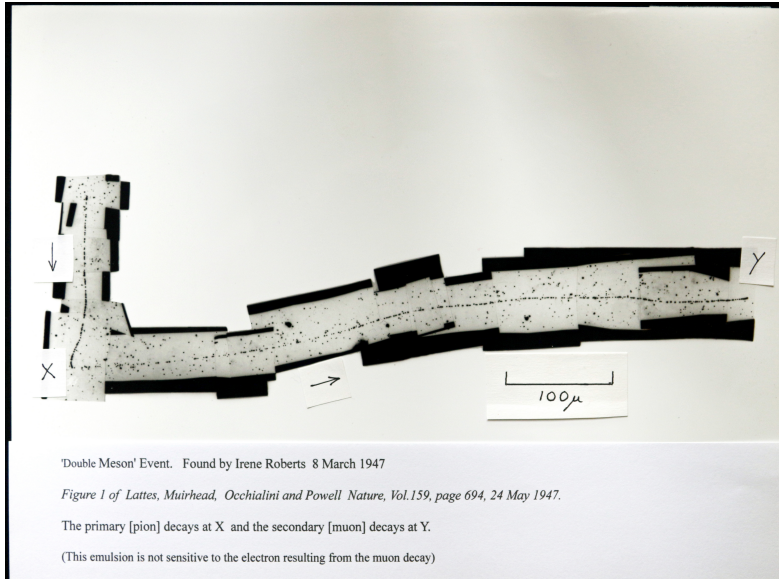 Y
X
100μ
'Double Meson' Event. Found by Irene Roberts 8 March 1947
Figure 1 of Lattes, Muirhead, Occhialini and Powell Nature, Vol.159, page 694, 24 May 1947.
The primary [pion] decays at X and the secondary [muon] decays at Y.
(This emulsion is not sensitive to the electron resulting from the muon decay)